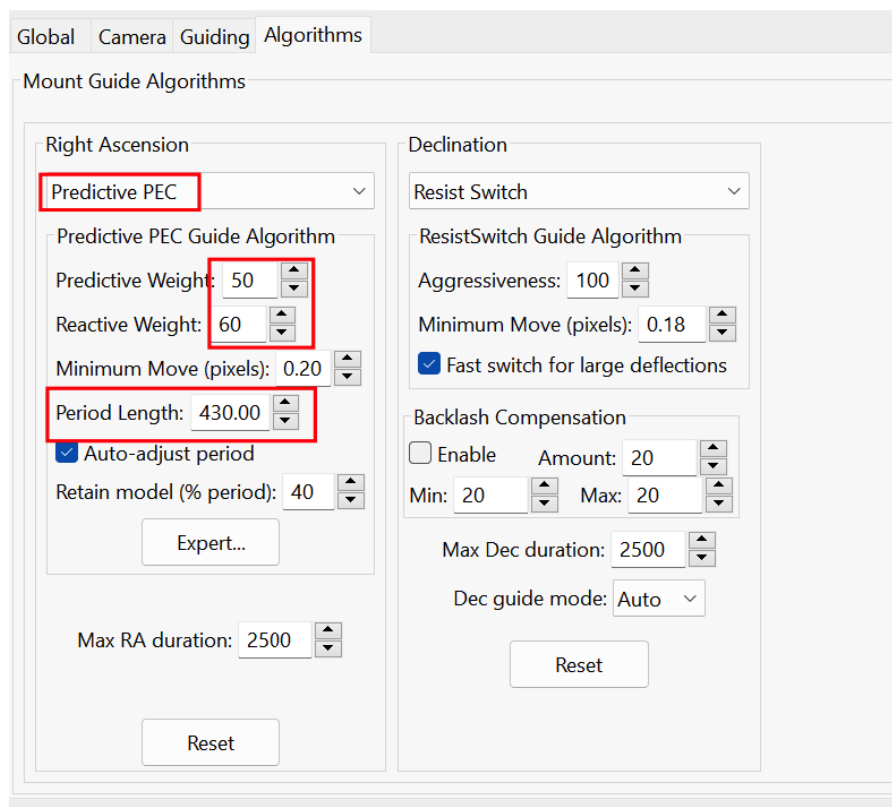 Global Camera Guiding Algorithms
Mount Guide Algorithms
Right Ascension
Predictive PEC
Predictive PEC Guide Algorithm
Predictive Weight: 50
Reactive Weight: 60
Minimum Move (pixels): 0.20
Period Length: 430.00
Auto-adjust period
Retain model (% period): 40
Expert...
Max RA duration: 2500
Reset
Declination
Resist Switch
ResistSwitch Guide Algorithm
Aggressiveness: 100
Minimum Move (pixels): 0.18
Fast switch for large deflections
Backlash Compensation
Enable Amount: 20
Min: 20 Max: 20
Max Dec duration: 2500
Dec guide mode: Auto
Reset